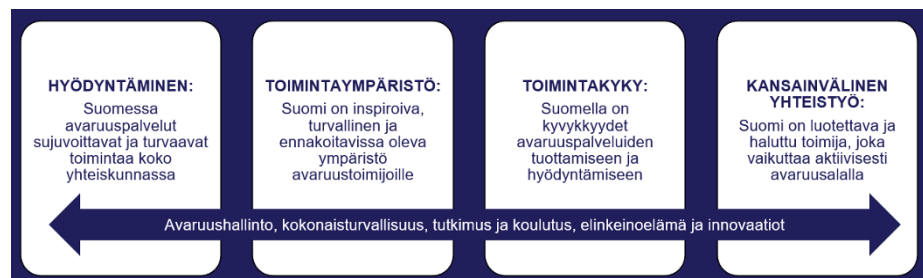 HYÖDYNTÄMINEN:
Suomessa
avaruuspalvelut
sujuvoittavat ja turvaavat
toimintaa koko
yhteiskunnassa
TOIMINTAYMPÄRISTÖ:
Suomi on inspiroiva,
turvallinen ja
ennakoitavissa oleva
ympäristö
avaruustoimijoille
TOIMINTAKYKY:
Suomella on
kyvykkyydet
avaruuspalveluiden
tuottamiseen ja
hyödyntämiseen
KANSAINVÄLINEN
YHTEISTYÖ:
Suomi on luotettava ja
haluttu toimija, joka
vaikuttaa aktiivisesti
avaruusalalla
Avaruushallinto, kokonaisturvallisuus, tutkimus ja koulutus, elinkeinoelämä ja innovaatiot